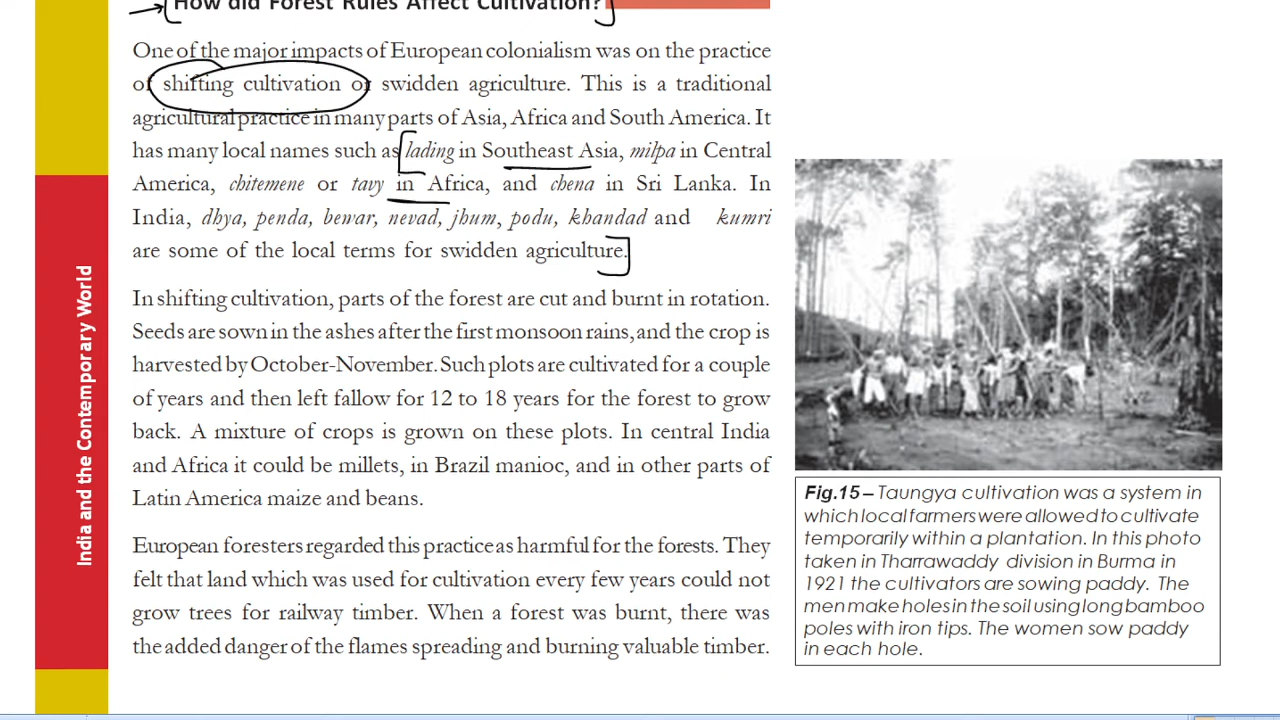 How did Forest Rules Affect Cultivation?
One of the major impacts of European colonialism was on the practice
of shifting cultivation or swidden agriculture. This is a traditional
agricultural practice in many parts of Asia, Africa and South America. It
has many local names such as lading in Southeast Asia, milpa in Central
America, chitemene or tavy in Africa, and chena in Sri Lanka. In
India, dhya, penda, bewar, nevad, jhum, podu, khandad and kumri
are some of the local terms for swidden agriculture.
In shifting cultivation, parts of the forest are cut and burnt in rotation.
Seeds are sown in the ashes after the first monsoon rains, and the crop is
harvested by October-November. Such plots are cultivated for a couple
of years and then left fallow for 12 to 18 years for the forest to grow
back. A mixture of crops is grown on these plots. In central India
and Africa it could be millets, in Brazil manioc, and in other parts of
Latin America maize and beans.
European foresters regarded this practice as harmful for the forests. They
felt that land which was used for cultivation every few years could not
grow trees for railway timber. When a forest was burnt, there was
the added danger of the flames spreading and burning valuable timber.
India and the Contemporary World
Fig.15 – Taungya cultivation was a system in
which local farmers were allowed to cultivate
temporarily within a plantation. In this photo
taken in Tharrawaddy division in Burma in
1921 the cultivators are sowing paddy. The
men make holes in the soil using long bamboo
poles with iron tips. The women sow paddy
in each hole.